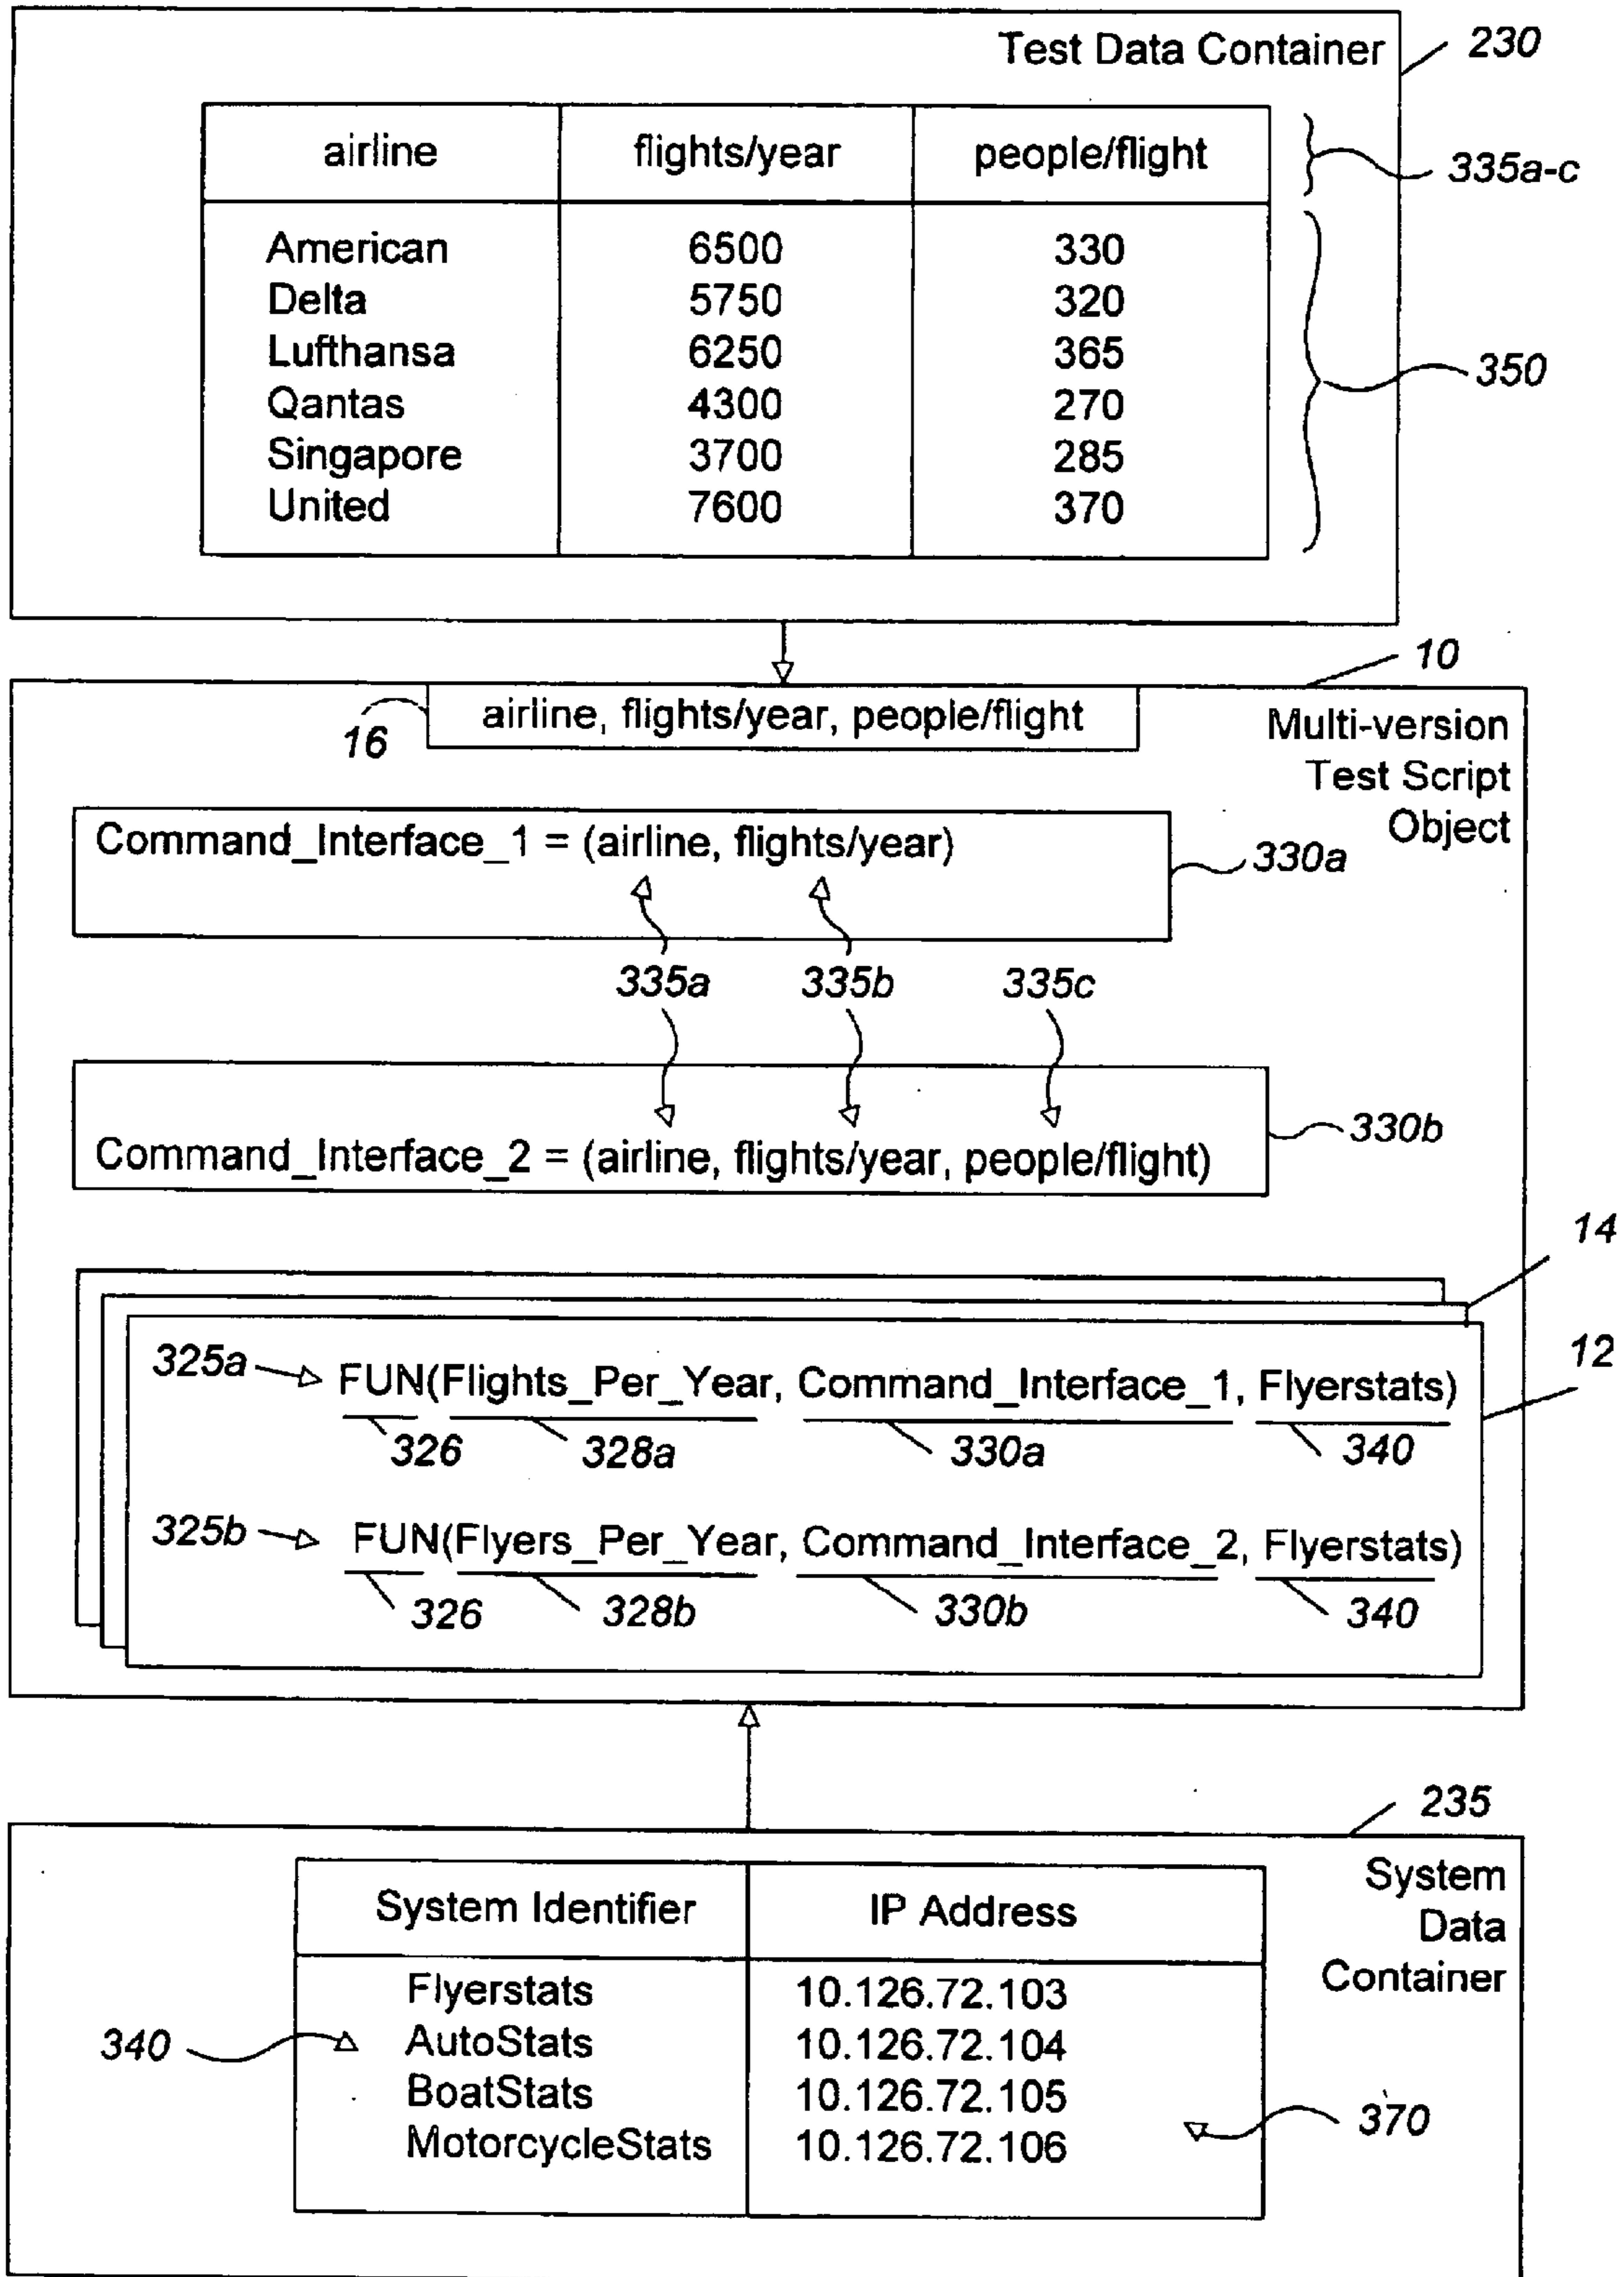 Test Data Container
230
airline flights/year people/flight
335a-c
American 6500 330
Delta 5750 320
Lufthansa 6250 365
350
Qantas 4300 270
Singapore 3700 285
United 7600 370
10
16
airline, flights/year, people/flight
Multi-version
Test Script
Object
Command_Interface_1 = (airline, flights/year)
330a
335a 335b 335c
330b
Command_Interface_2 = (airline, flights/year, people/flight)
14
12
325a FUN(Flights_Per_Year, Command_Interface_1, Flyerstats)
326 328a 330a 340
325b FUN(Flyers_Per_Year, Command_Interface_2, Flyerstats)
326 328b 330b 340
235
System
Data
Container
System Identifier IP Address
Flyerstats 10.126.72.103
340 AutoStats 10.126.72.104
BoatStats 10.126.72.105
370
MotorcycleStats 10.126.72.106